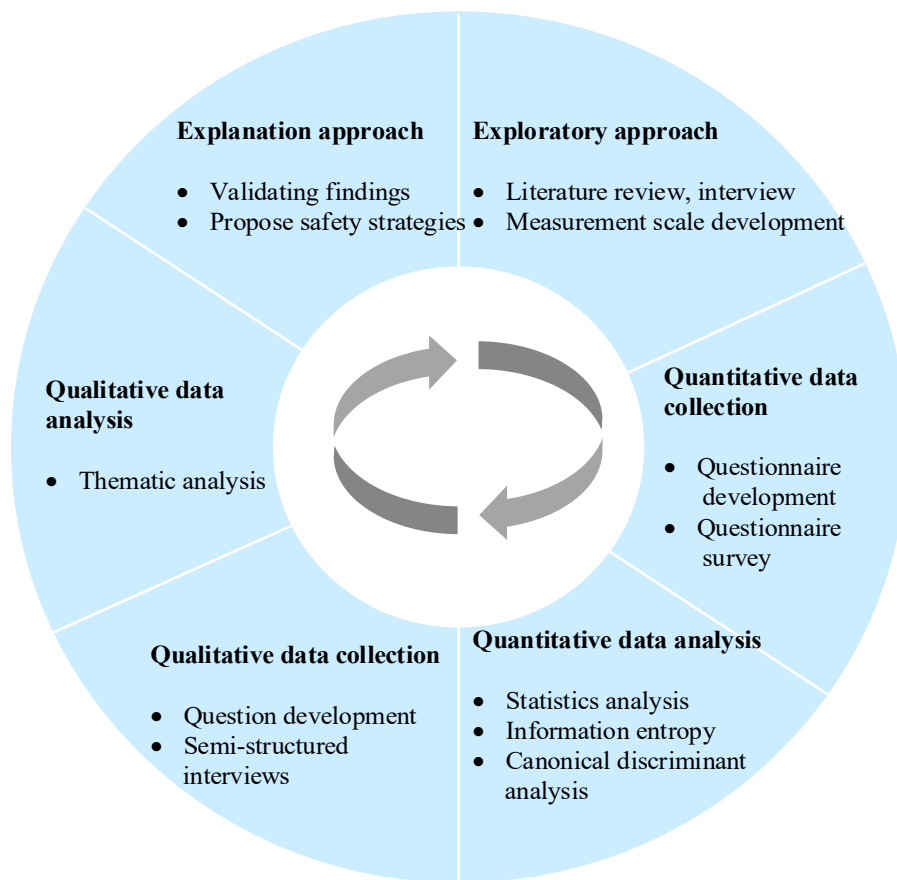 Explanation approach
• Validating findings
• Propose safety strategies
Exploratory approach
• Literature review, interview
• Measurement scale development
Quantitative data
collection
• Questionnaire
development
• Questionnaire
survey
Quantitative data analysis
• Statistics analysis
• Information entropy
• Canonical discriminant
analysis
Qualitative data collection
• Question development
• Semi-structured
interviews
Qualitative data
analysis
• Thematic analysis